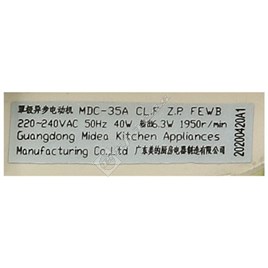 罩极异步电动机 MDC-35A CL.F Z.P FEWB
220-240VAC 50Hz 40W 输出6.3W 1950r/min
Guangdong Midea Kitchen Appliances
Manufacturing Co.,Ltd 广东美的厨房电器制造有限公司
20200420A1